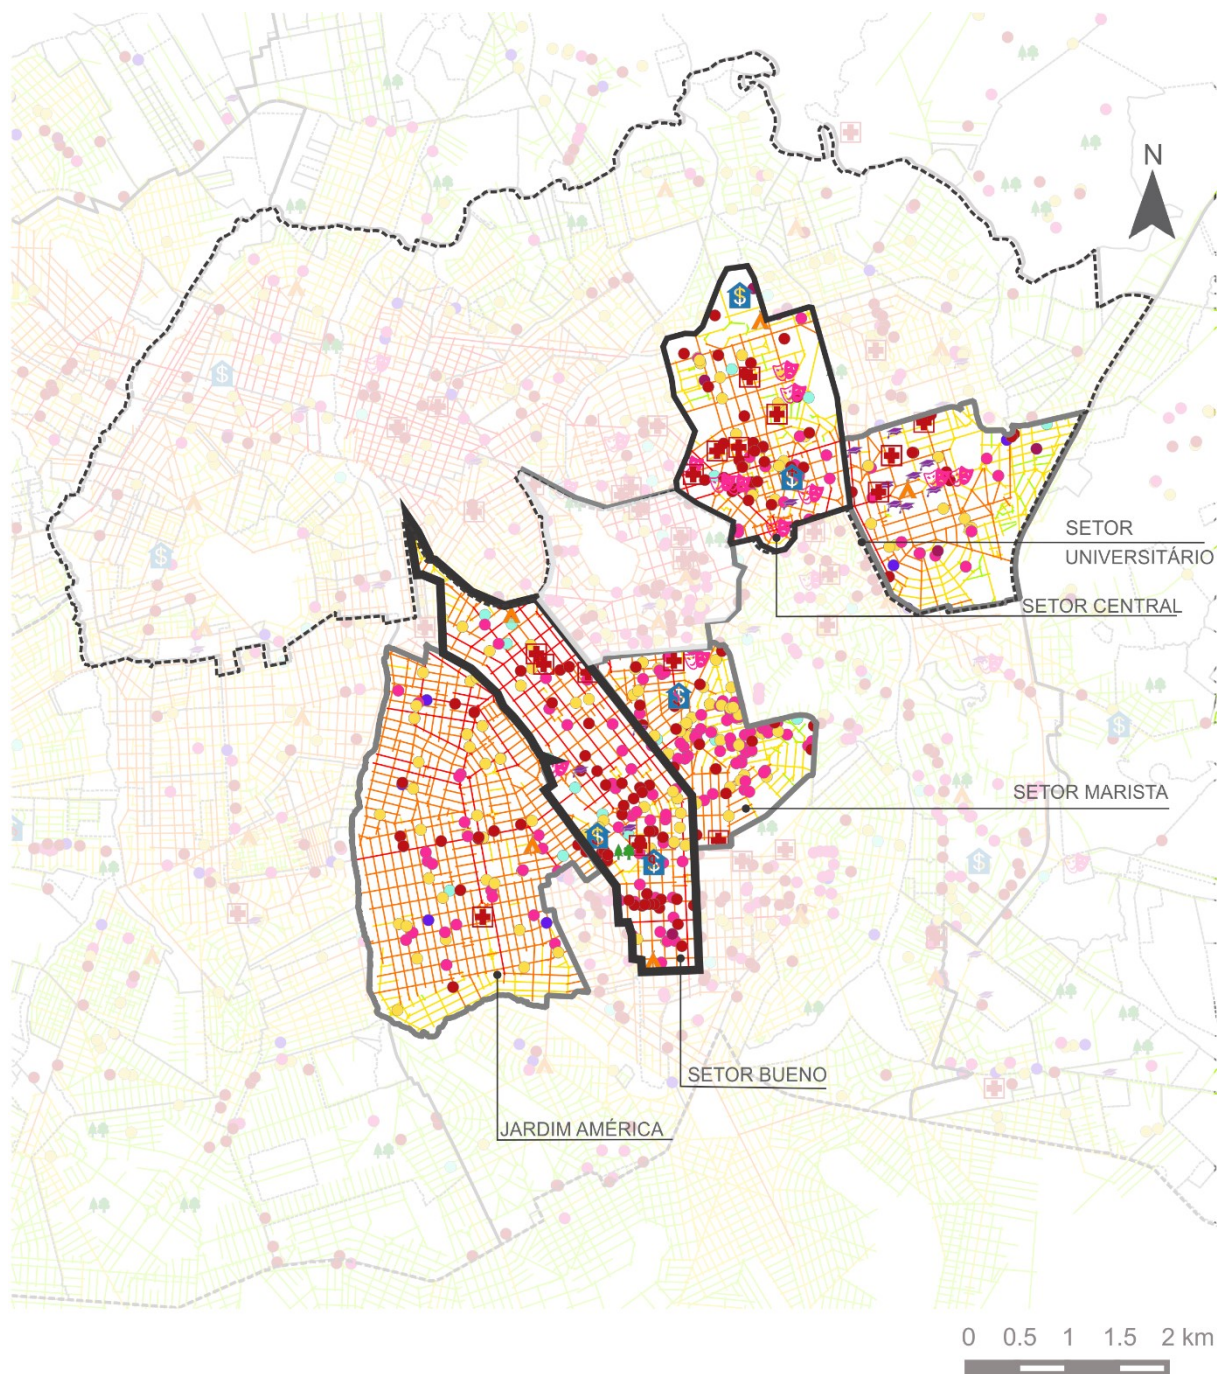 N
SETOR
UNIVERSITÁRIO
SETOR CENTRAL
SETOR MARISTA
SETOR BUENO
JARDIM AMÉRICA
0 0.5 1 1.5 2 km